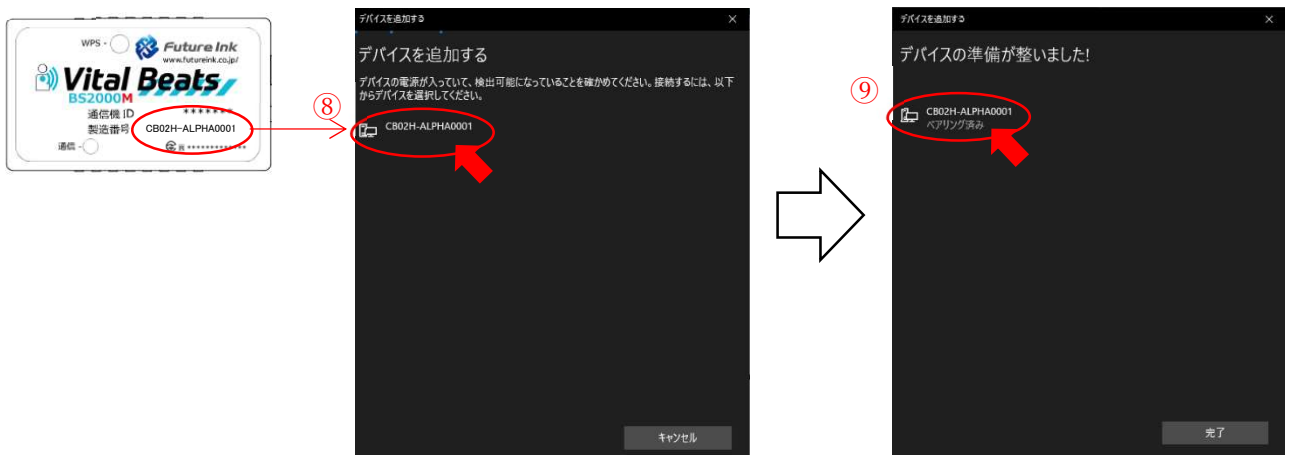 WPS -
Future Ink
www.futureink.co.jp/
Vital Beats
BS2000M
通信機 ID *******
製造番号 CB02H-ALPHA0001
通信 -
⑧
デバイスを追加する
デバイスを追加する
デバイスの電源が入っていて、検出可能になっていることを確かめてください。接続するには、以下
からデバイスを選択してください。
CB02H-ALPHA0001
キャンセル
⑨
デバイスを追加する
デバイスの準備が整いました!
CB02H-ALPHA0001
ペアリング済み
完了